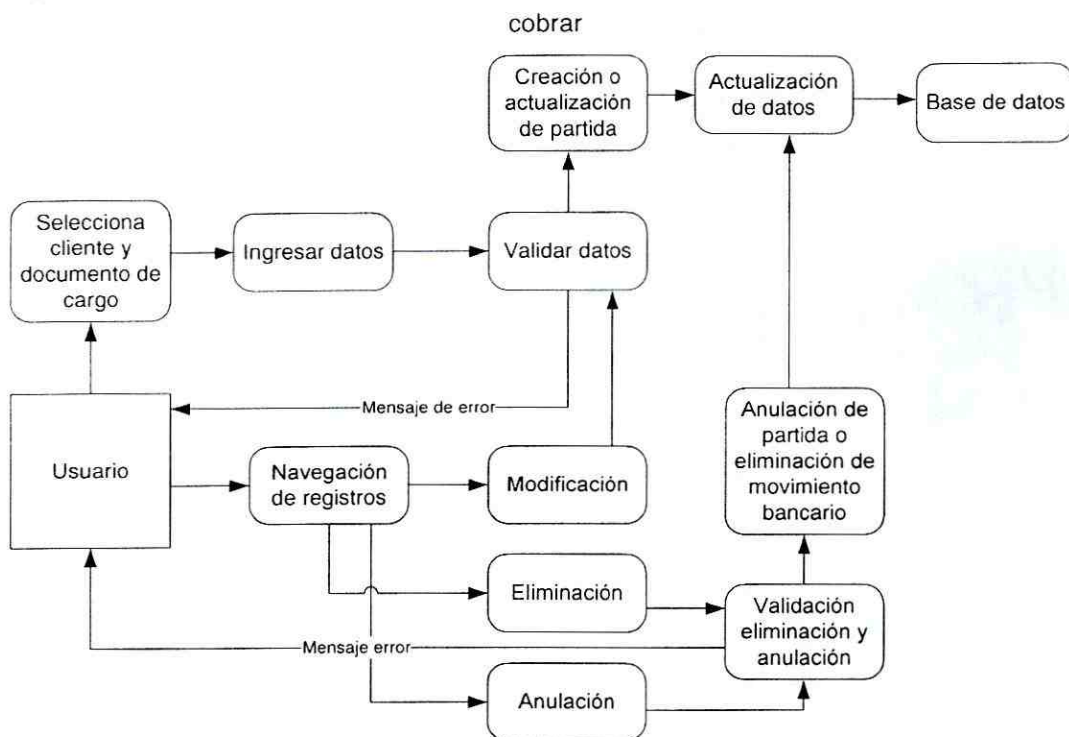 cobrar
Creación o
actualización
de partida
Actualización
de datos
Base de datos
Selecciona
cliente y
documento de
cargo
Ingresar datos
Validar datos
Mensaje de error
Usuario
Navegación
de registros
Modificación
Anulación de
partida o
eliminación de
movimiento
bancario
Eliminación
Validación
eliminación y
anulación
Mensaje error
Anulación